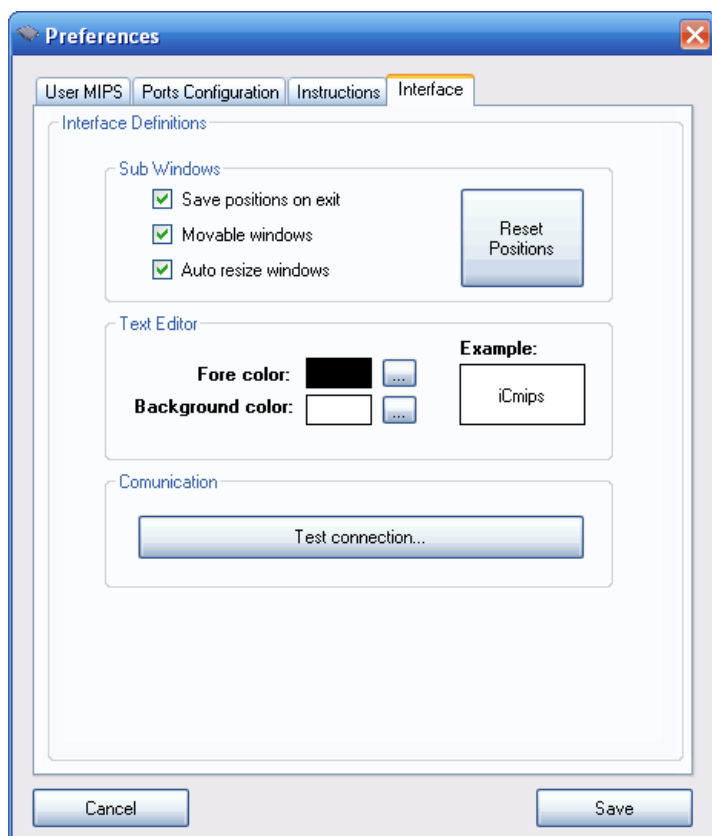 Preferences
User MIPS Ports Configuration Instructions Interface
Interface Definitions
Sub Windows
Save positions on exit
Movable windows
Auto resize windows
Reset
Positions
Text Editor
Fore color: ...
Background color: ...
Example:
iCmips
Comunication
Test connection...
Cancel Save